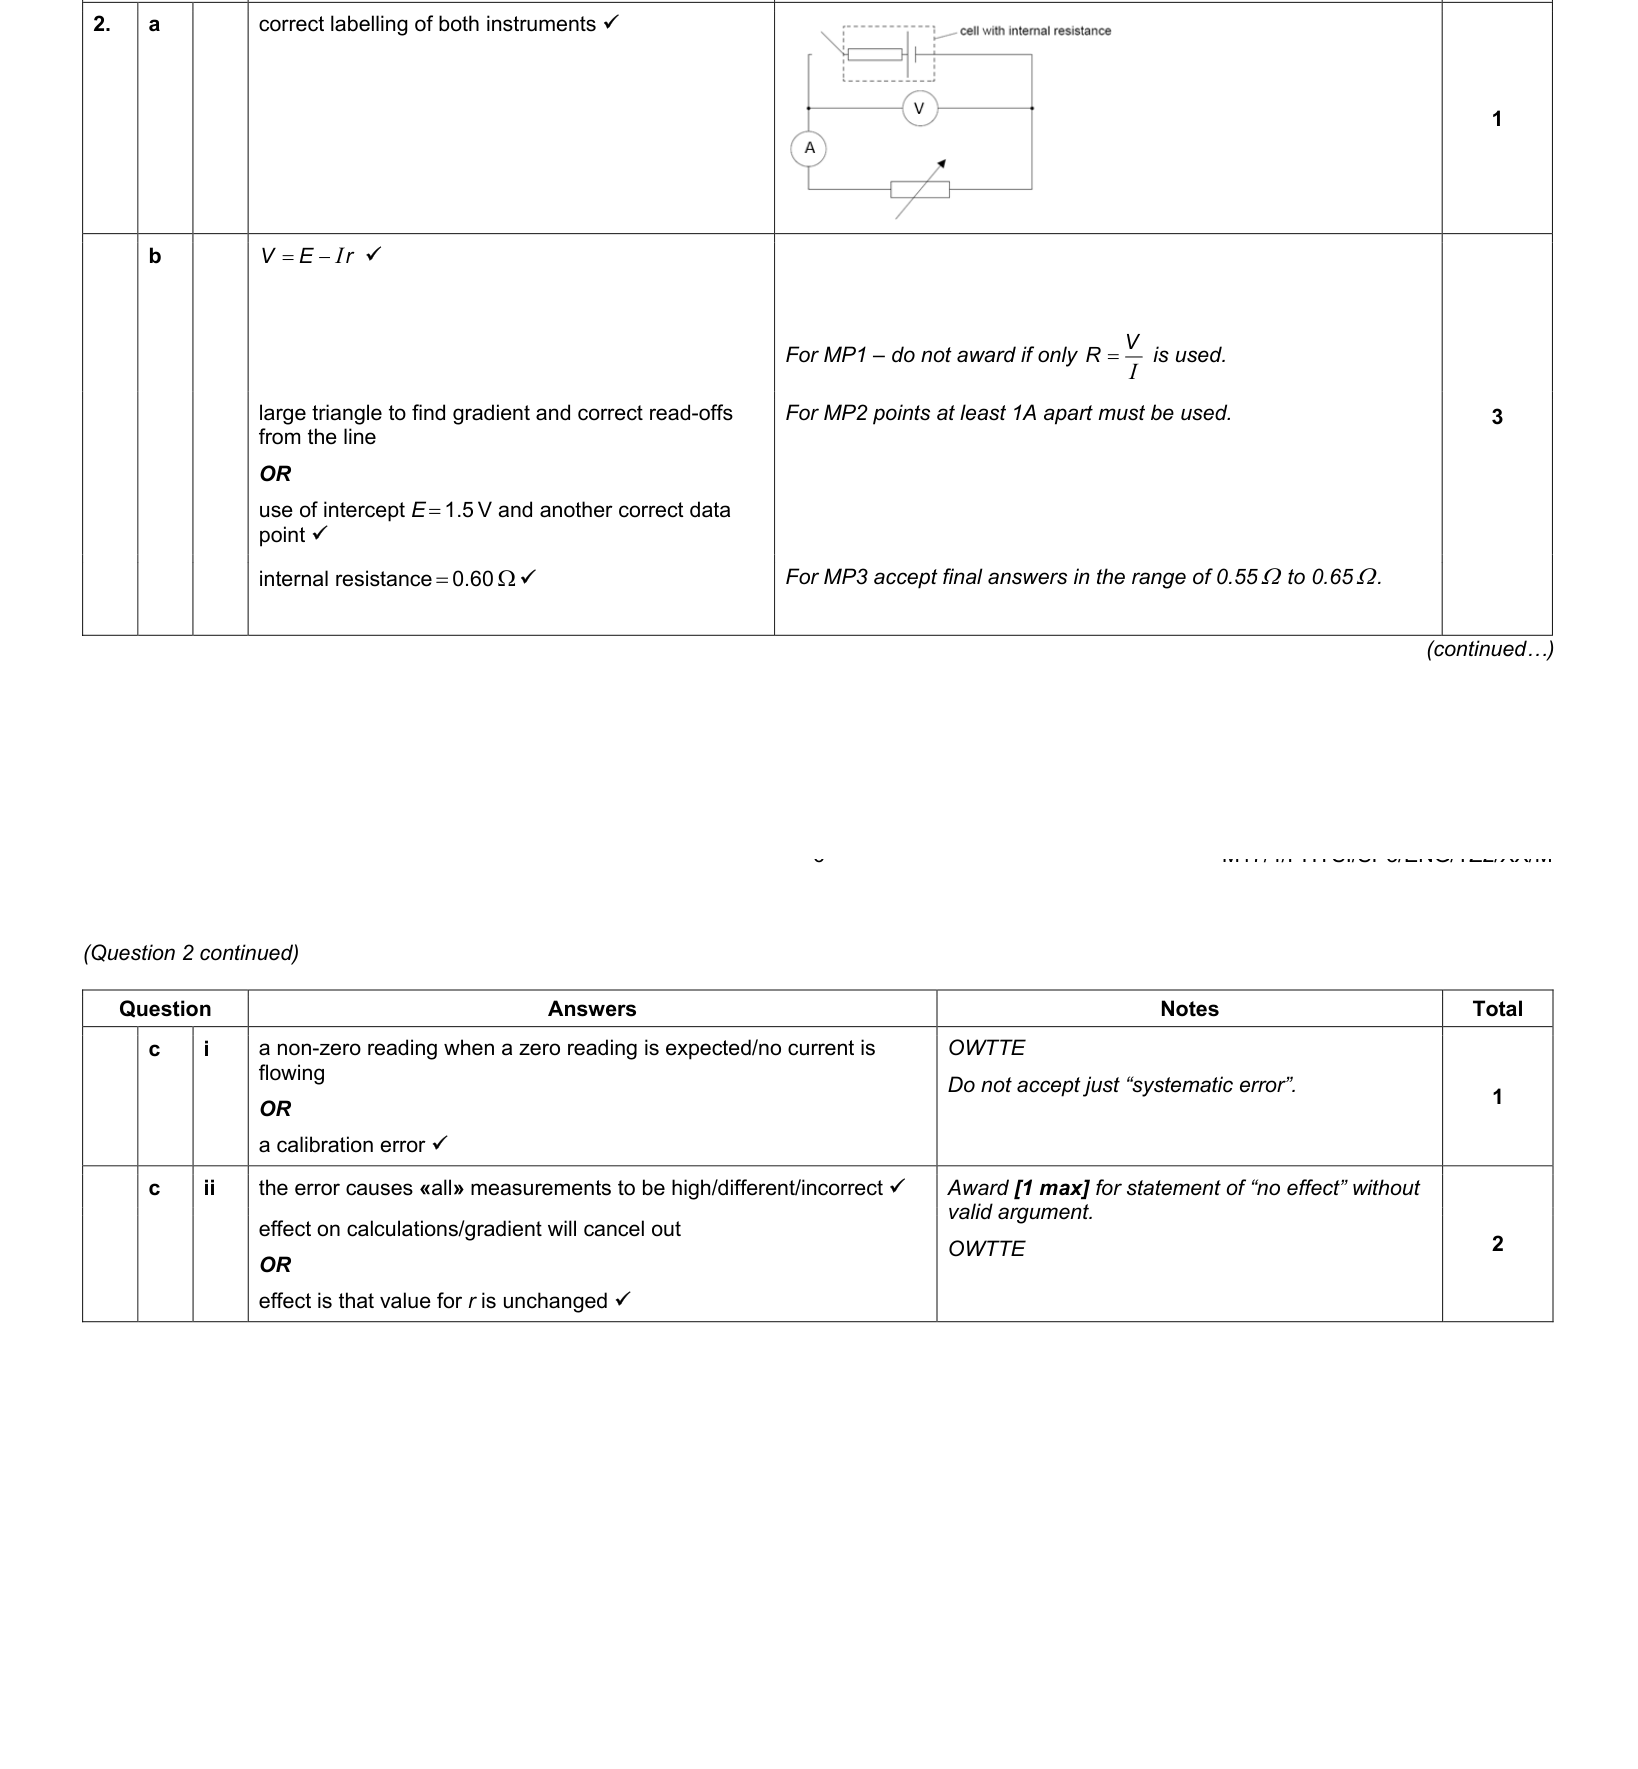 2. a correct labelling of both instruments ✓
cell with internal resistance
V
A
1
b V = E – Ir ✓
For MP1 – do not award if only R = V/I is used.
large triangle to find gradient and correct read-offs
from the line
For MP2 points at least 1A apart must be used.
3
OR
use of intercept E = 1.5 V and another correct data
point ✓
internal resistance = 0.60 Ω ✓
For MP3 accept final answers in the range of 0.55 Ω to 0.65 Ω.
(continued…)
(Question 2 continued)
Question Answers Notes Total
c i a non-zero reading when a zero reading is expected/no current is
flowing
OR
a calibration error ✓
OWTTE
Do not accept just “systematic error”.
1
c ii the error causes «all» measurements to be high/different/incorrect ✓
effect on calculations/gradient will cancel out
OR
effect is that value for r is unchanged ✓
Award [1 max] for statement of “no effect” without
valid argument.
OWTTE
2